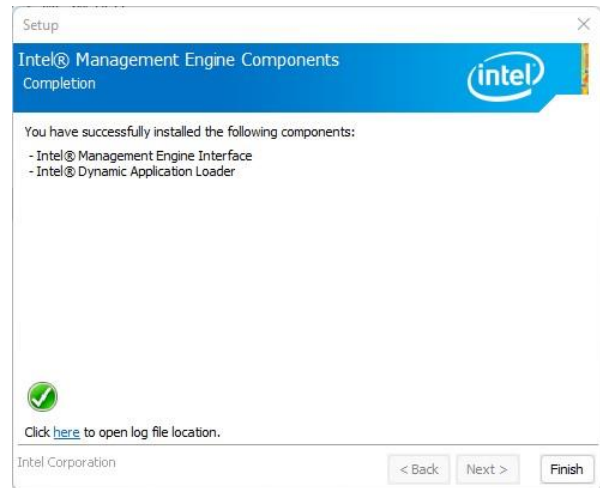 Setup
Intel® Management Engine Components
Completion
intel
You have successfully installed the following components:
- Intel® Management Engine Interface
- Intel® Dynamic Application Loader
Click here to open log file location.
Intel Corporation
< Back Next > Finish